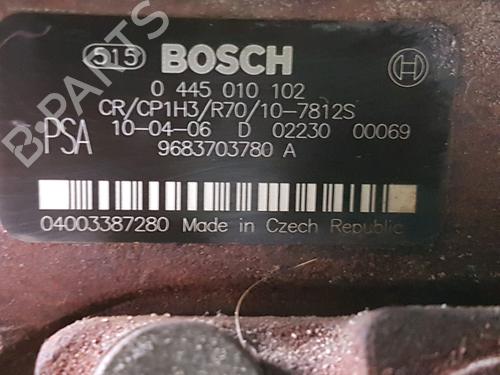 515 BOSCH
0 445 010 102
CR/CP1H3/R70/10-7812S
PSA 10-04-06 D 02230 00069
9683703780 A
04003387280 Made in Czech Republic
B-PARTS